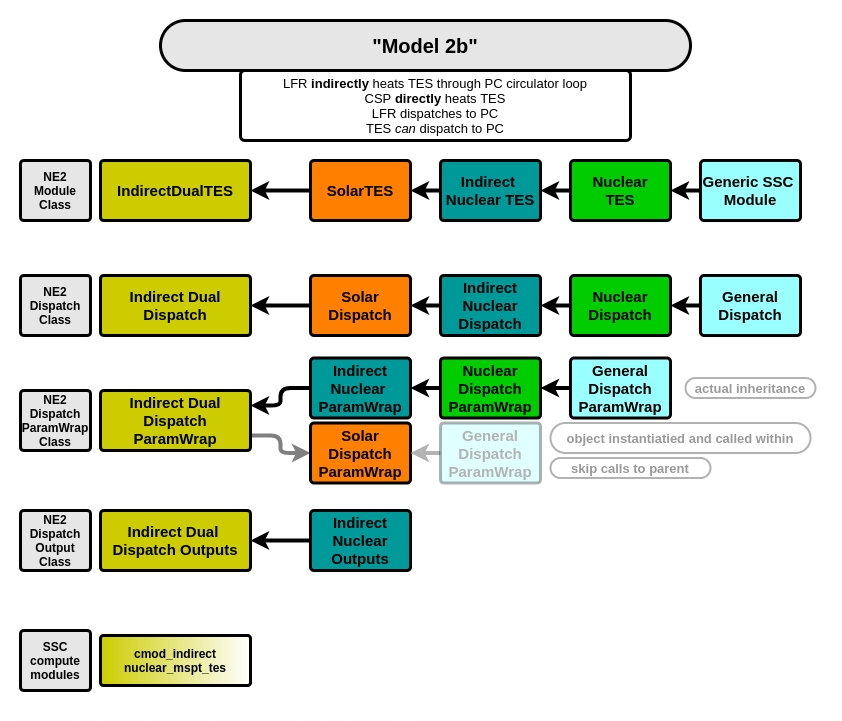 "Model 2b"
LFR indirectly heats TES through PC circulator loop
CSP directly heats TES
LFR dispatches to PC
TES can dispatch to PC
NE2
Module
Class
IndirectDualTES
SolarTES
Indirect
Nuclear TES
Nuclear
TES
Generic SSC
Module
NE2
Dispatch
Class
Indirect Dual
Dispatch
Solar
Dispatch
Indirect
Nuclear
Dispatch
Nuclear
Dispatch
General
Dispatch
NE2
Dispatch
ParamWrap
Class
Indirect Dual
Dispatch
ParamWrap
Indirect
Nuclear
ParamWrap
Nuclear
Dispatch
ParamWrap
General
Dispatch
ParamWrap
actual inheritance
Solar
Dispatch
ParamWrap
General
Dispatch
ParamWrap
object instantiatied and called within
skip calls to parent
NE2
Dispatch
Output
Class
Indirect Dual
Dispatch Outputs
Indirect
Nuclear
Outputs
SSC
compute
modules
cmod_indirect
nuclear_mspt_tes